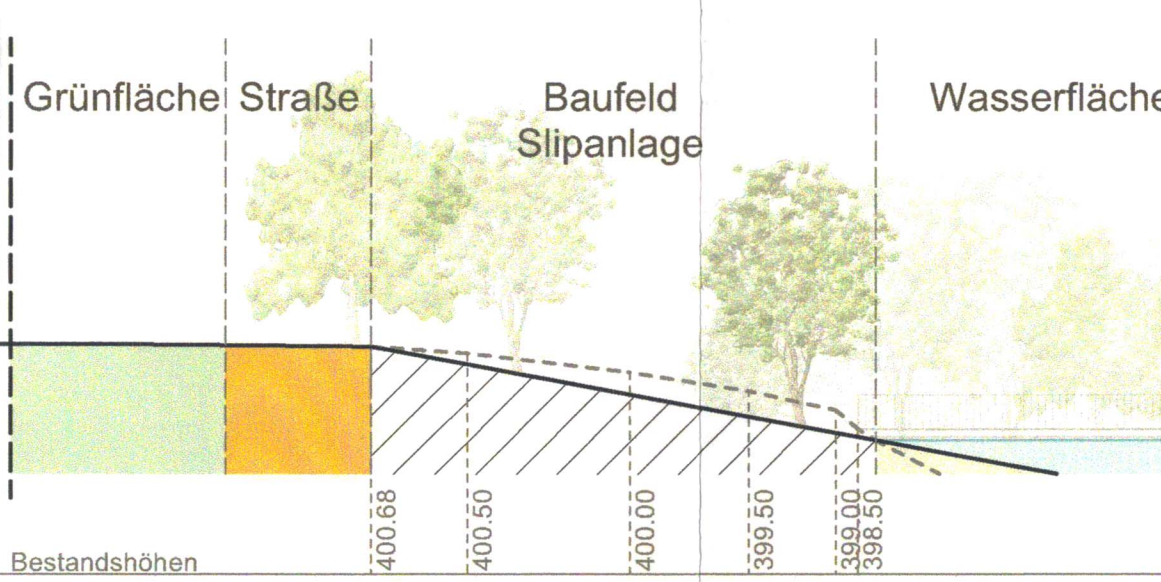 Grünfläche Straße Baufeld Wasserfläche
Slipanlage
400.68 400.50 400.00 399.50 399.00 398.50
Bestandshöhen